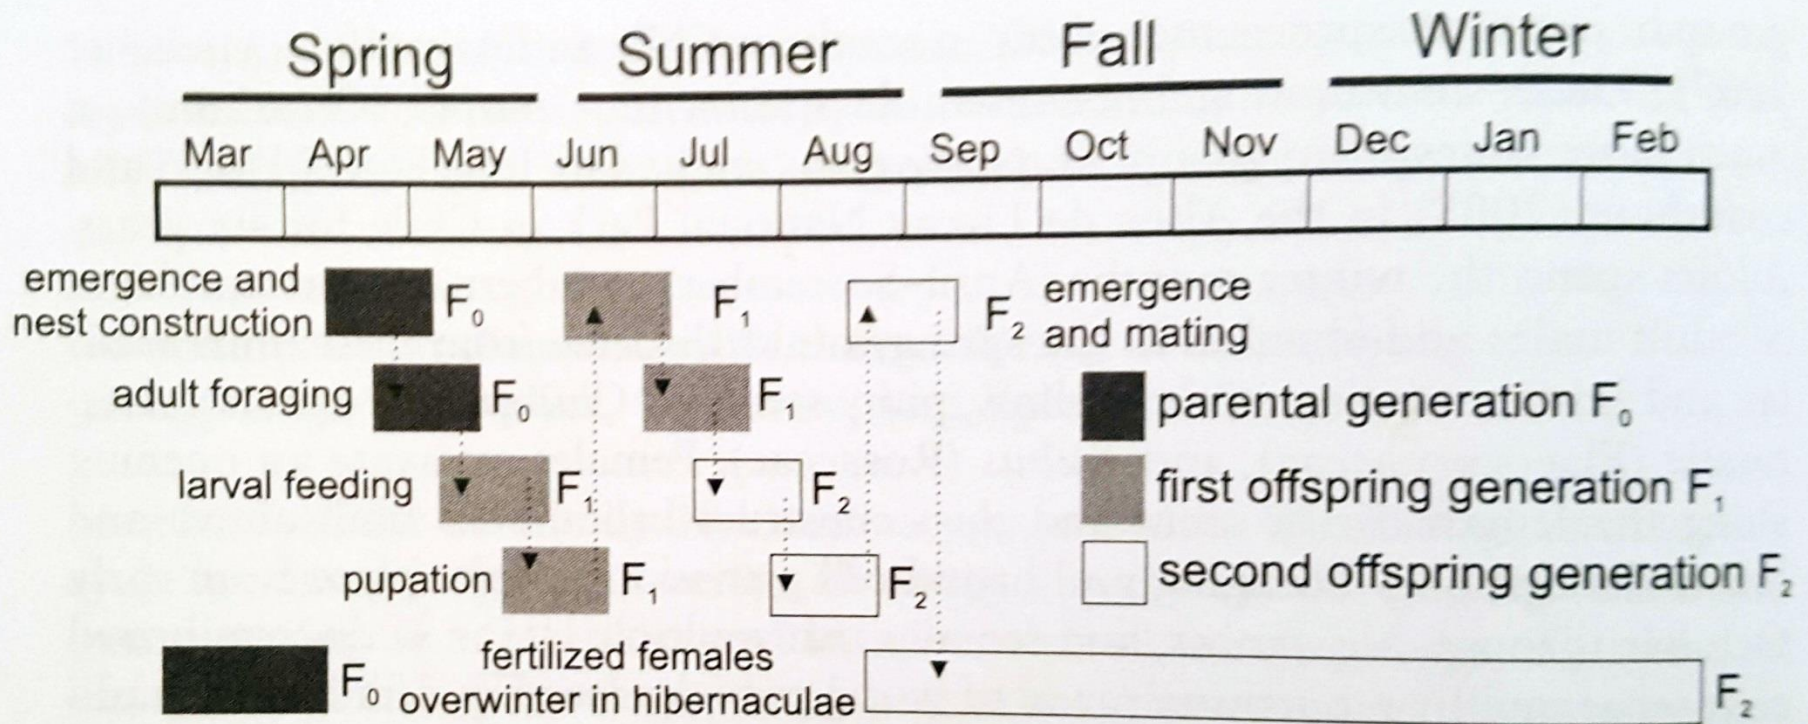 Spring Summer Fall Winter
Mar Apr May Jun Jul Aug Sep Oct Nov Dec Jan Feb
emergence and
nest construction
F₀
F₁
F₂ emergence
and mating
adult foraging
F₀
F₁
parental generation F₀
larval feeding
F₁
F₂
first offspring generation F₁
pupation
F₁
F₂
second offspring generation F₂
F₀
fertilized females
overwinter in hibernaculae
F₂